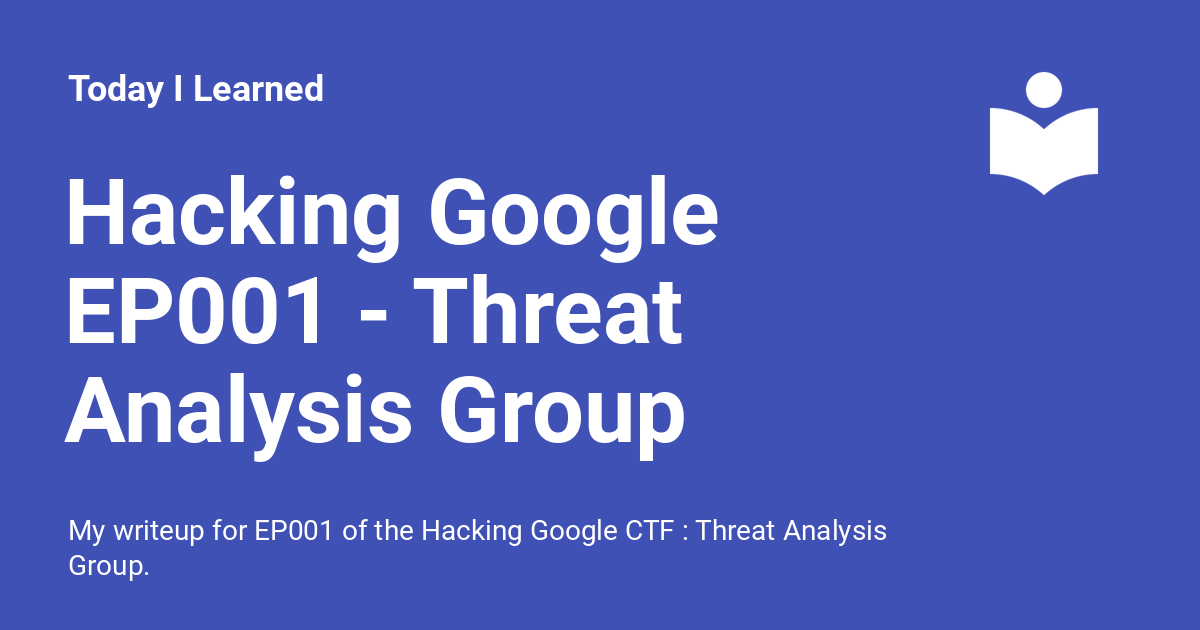 Today I Learned
Hacking Google
EP001 - Threat
Analysis Group
My writeup for EP001 of the Hacking Google CTF : Threat Analysis
Group.